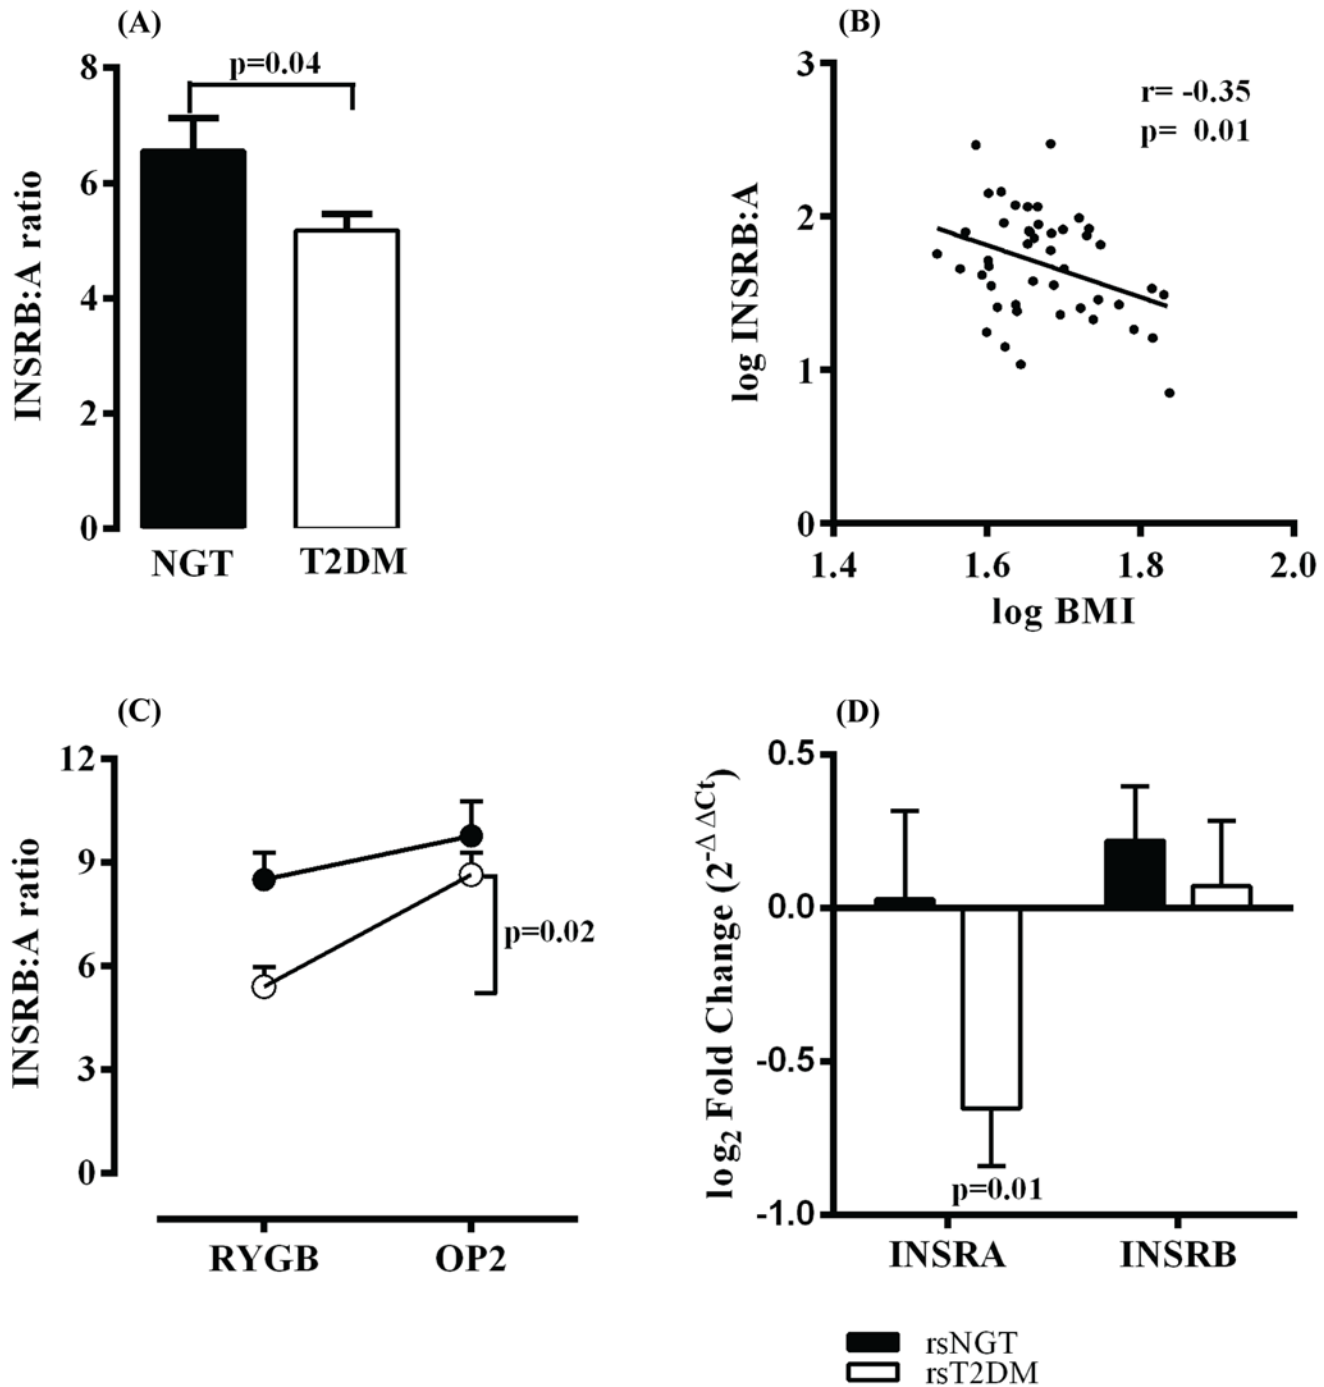 (A)
8
6
4
2
0
INSRB:A ratio
p=0.04
NGT T2DM
(B)
3
2
1
0
log INSRB:A
r= -0.35
p= 0.01
1.4 1.6 1.8 2.0
log BMI
(C)
12
9
6
3
0
INSRB:A ratio
p=0.02
RYGB OP2
(D)
0.5
0.0
-0.5
-1.0
log2 Fold Change (2-Δ ΔCt)
p=0.01
INSRA INSRB
rsNGT
rsT2DM